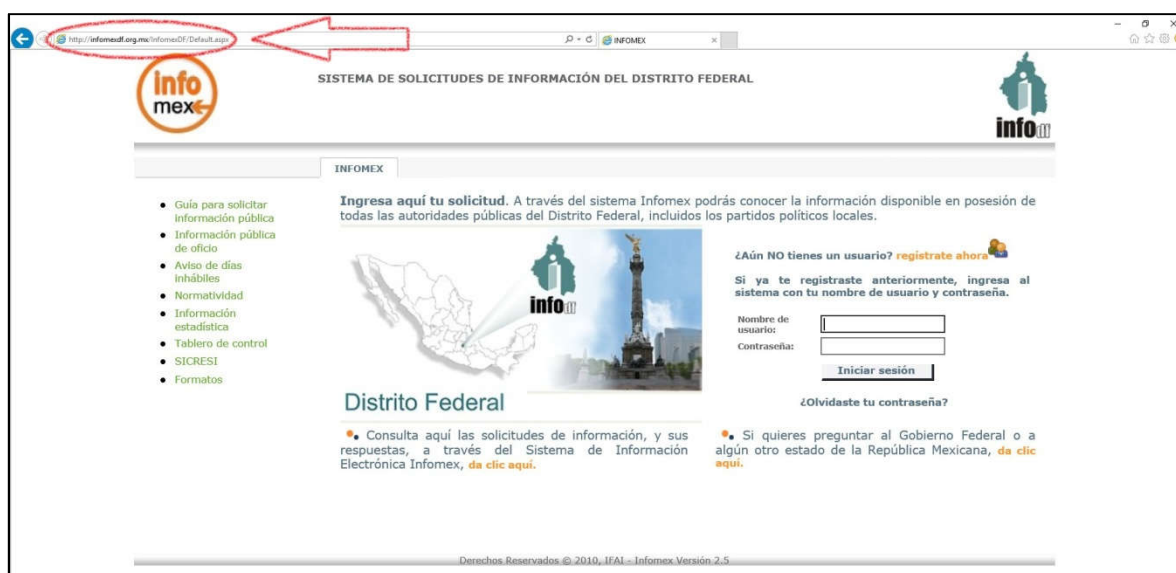 http://infomexdf.org.mx/InfomexDF/Default.aspx
INFOMEX
info
mex
SISTEMA DE SOLICITUDES DE INFORMACIÓN DEL DISTRITO FEDERAL
infodf
INFOMEX
Guía para solicitar
información pública
Información pública
de oficio
Aviso de días
inhábiles
Normatividad
Información
estadística
Tablero de control
SICRESI
Formatos
Ingresa aquí tu solicitud. A través del sistema Infomex podrás conocer la información disponible en posesión de
todas las autoridades públicas del Distrito Federal, incluidos los partidos políticos locales.
infodf
Distrito Federal
¿Aún NO tienes un usuario? registrate ahora
Si ya te registraste anteriormente, ingresa al
sistema con tu nombre de usuario y contraseña.
Nombre de
usuario:
Contraseña:
Iniciar sesión
¿Olvidaste tu contraseña?
Consulta aquí las solicitudes de información, y sus
respuestas, a través del Sistema de Información
Electrónica Infomex, da clic aquí.
Si quieres preguntar al Gobierno Federal o a
algún otro estado de la República Mexicana, da clic
aquí.
Derechos Reservados © 2010, IFAI - Infomex Versión 2.5